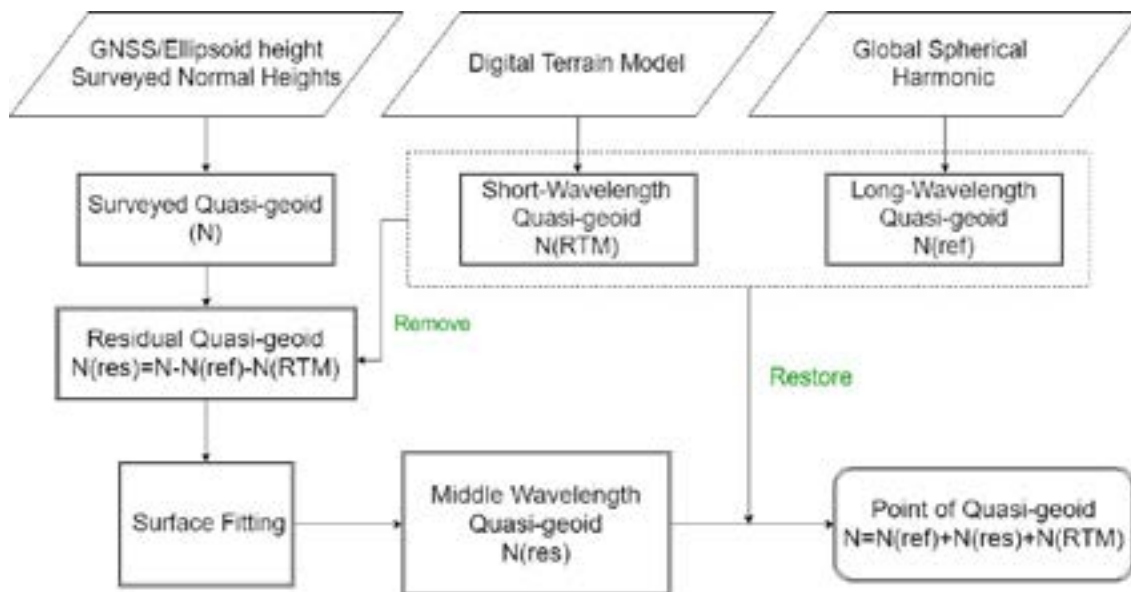 GNSS/Ellipsoid height
Surveyed Normal Heights
Digital Terrain Model
Global Spherical
Harmonic
Surveyed Quasi-geoid
(N)
Short-Wavelength
Quasi-geoid
N(RTM)
Long-Wavelength
Quasi-geoid
N(ref)
Remove
Residual Quasi-geoid
N(res)=N-N(ref)-N(RTM)
Restore
Surface Fitting
Middle Wavelength
Quasi-geoid
N(res)
Point of Quasi-geoid
N=N(ref)+N(res)+N(RTM)